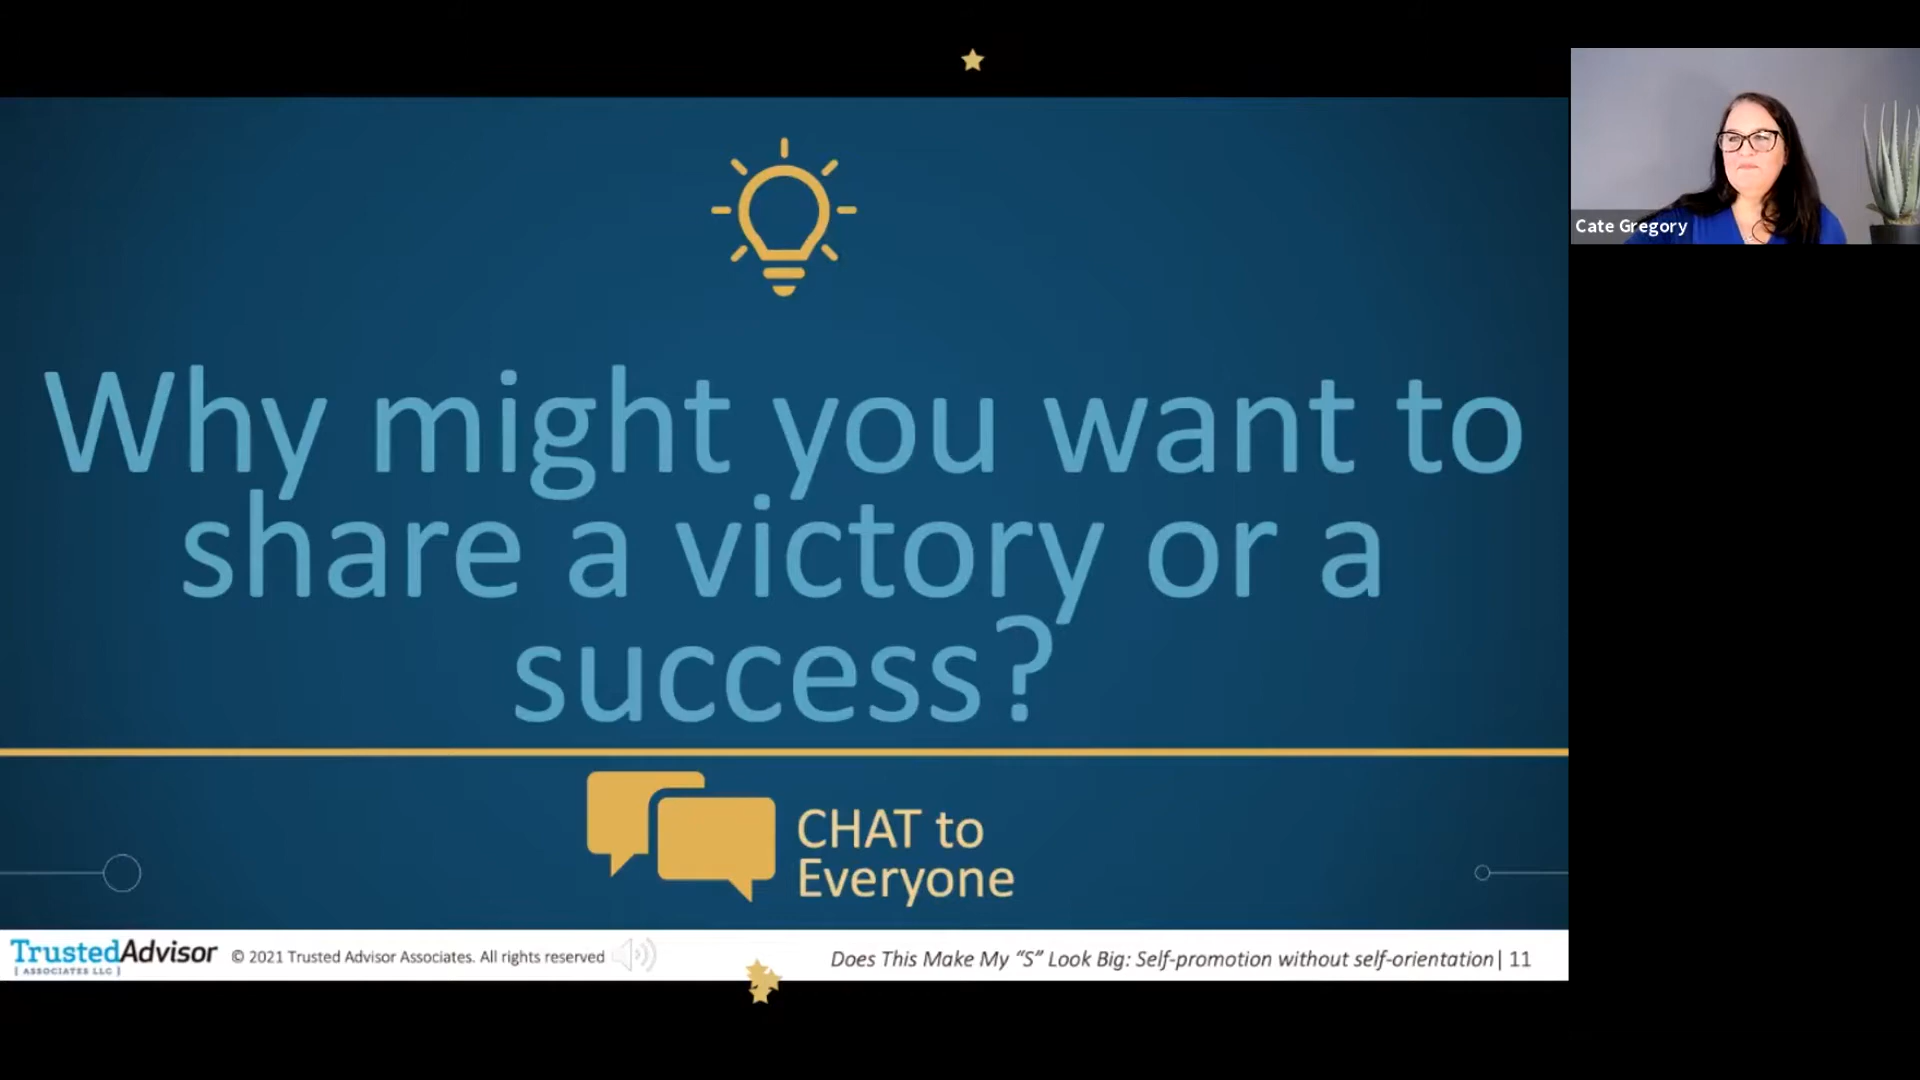 Cate Gregory
Why might you want to
share a victory or a
success?
CHAT to
Everyone
TrustedAdvisor
ASSOCIATES LLC
© 2021 Trusted Advisor Associates. All rights reserved
Does This Make My “S” Look Big: Self-promotion without self-orientation| 11